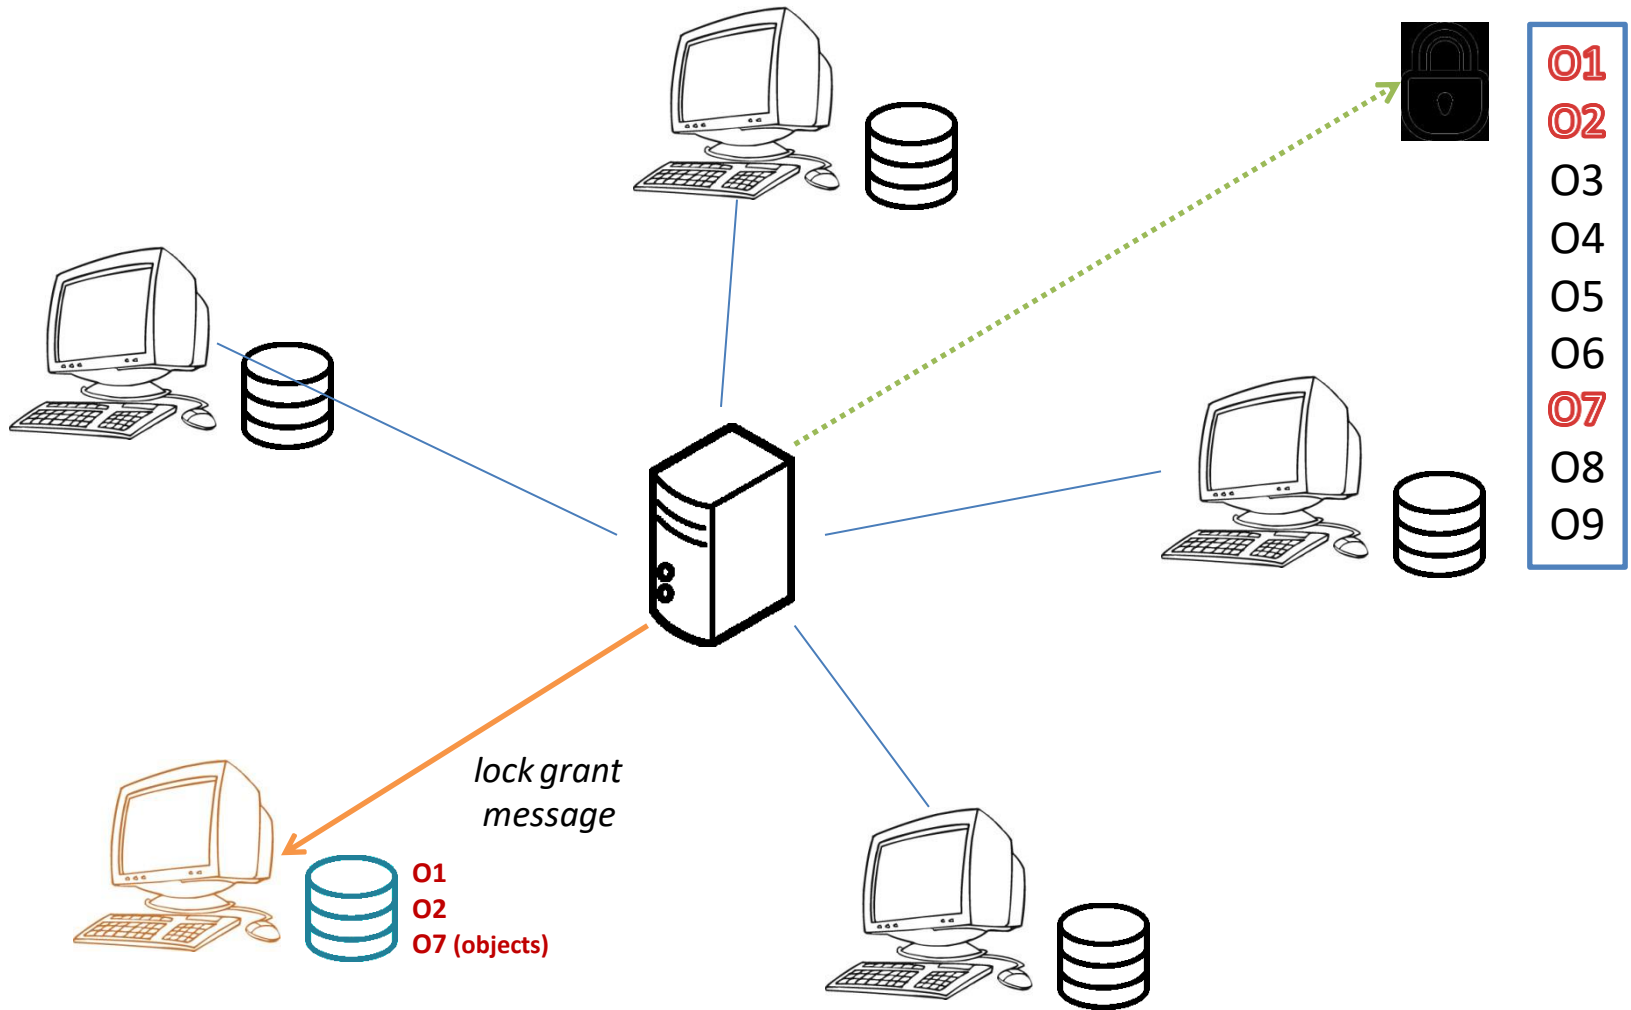 O1
O2
O3
O4
O5
O6
O7
O8
O9
lock grant
message
O1
O2
O7 (objects)